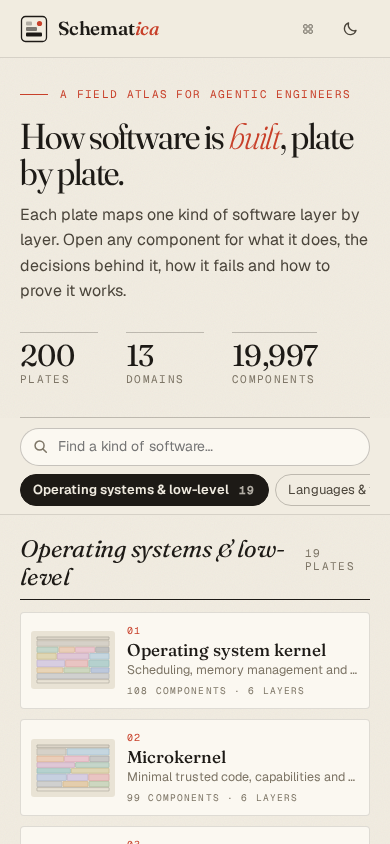 Schematica
A FIELD ATLAS FOR AGENTIC ENGINEERS
How software is built, plate
by plate.
Each plate maps one kind of software layer by
layer. Open any component for what it does, the
decisions behind it, how it fails and how to
prove it works.
200 13 19,997
PLATES DOMAINS COMPONENTS
Find a kind of software…
Operating systems & low-level 19 Languages &
Operating systems & low-
level
19
PLATES
01
Operating system kernel
Scheduling, memory management and …
108 COMPONENTS · 6 LAYERS
02
Microkernel
Minimal trusted code, capabilities and …
99 COMPONENTS · 6 LAYERS